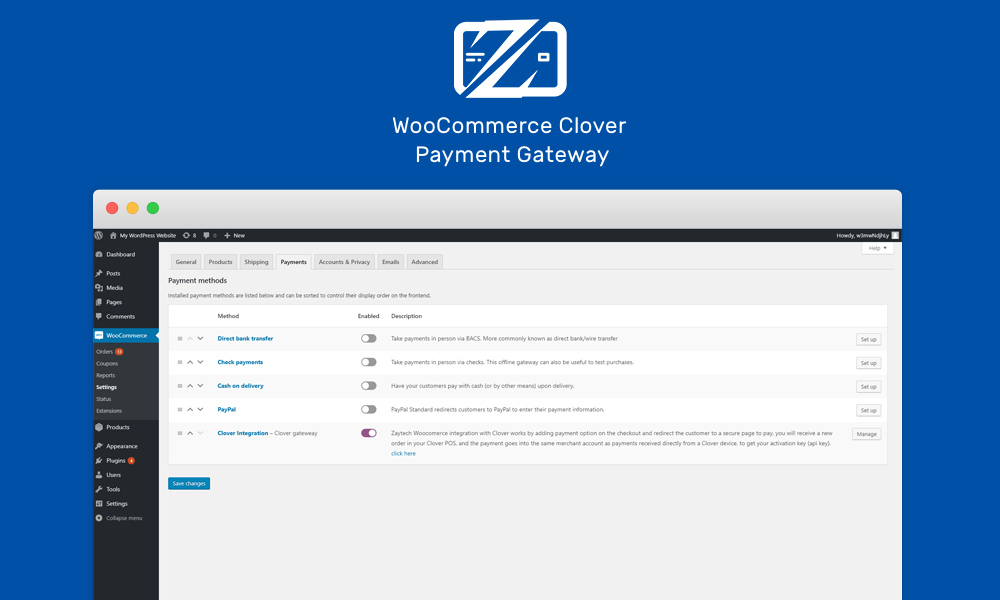 WooCommerce Clover
Payment Gateway
My WordPress Website 8 0 New
Howdy, w3mwNdjhLy
Help
Dashboard
Posts
Media
Pages
Comments
WooCommerce
Orders 13
Coupons
Reports
Settings
Status
Extensions
Products
Appearance
Plugins 4
Users
Tools
Settings
Collapse menu
General Products Shipping Payments Accounts & Privacy Emails Advanced
Payment methods
Installed payment methods are listed below and can be sorted to control their display order on the frontend.
Method Enabled Description
Direct bank transfer Take payments in person via BACS. More commonly known as direct bank/wire transfer Set up
Check payments Take payments in person via checks. This offline gateway can also be useful to test purchases. Set up
Cash on delivery Have your customers pay with cash (or by other means) upon delivery. Set up
PayPal PayPal Standard redirects customers to PayPal to enter their payment information. Set up
Clover Integration – Clover gateweay Zaytech Woocommerce integration with Clover works by adding payment option on the checkout and redirect the customer to a secure page to pay, you will receive a new Manage
order in your Clover POS, and the payment goes into the same merchant account as payments received directly from a Clover device. to get your activation key (api key).
click here
Save changes